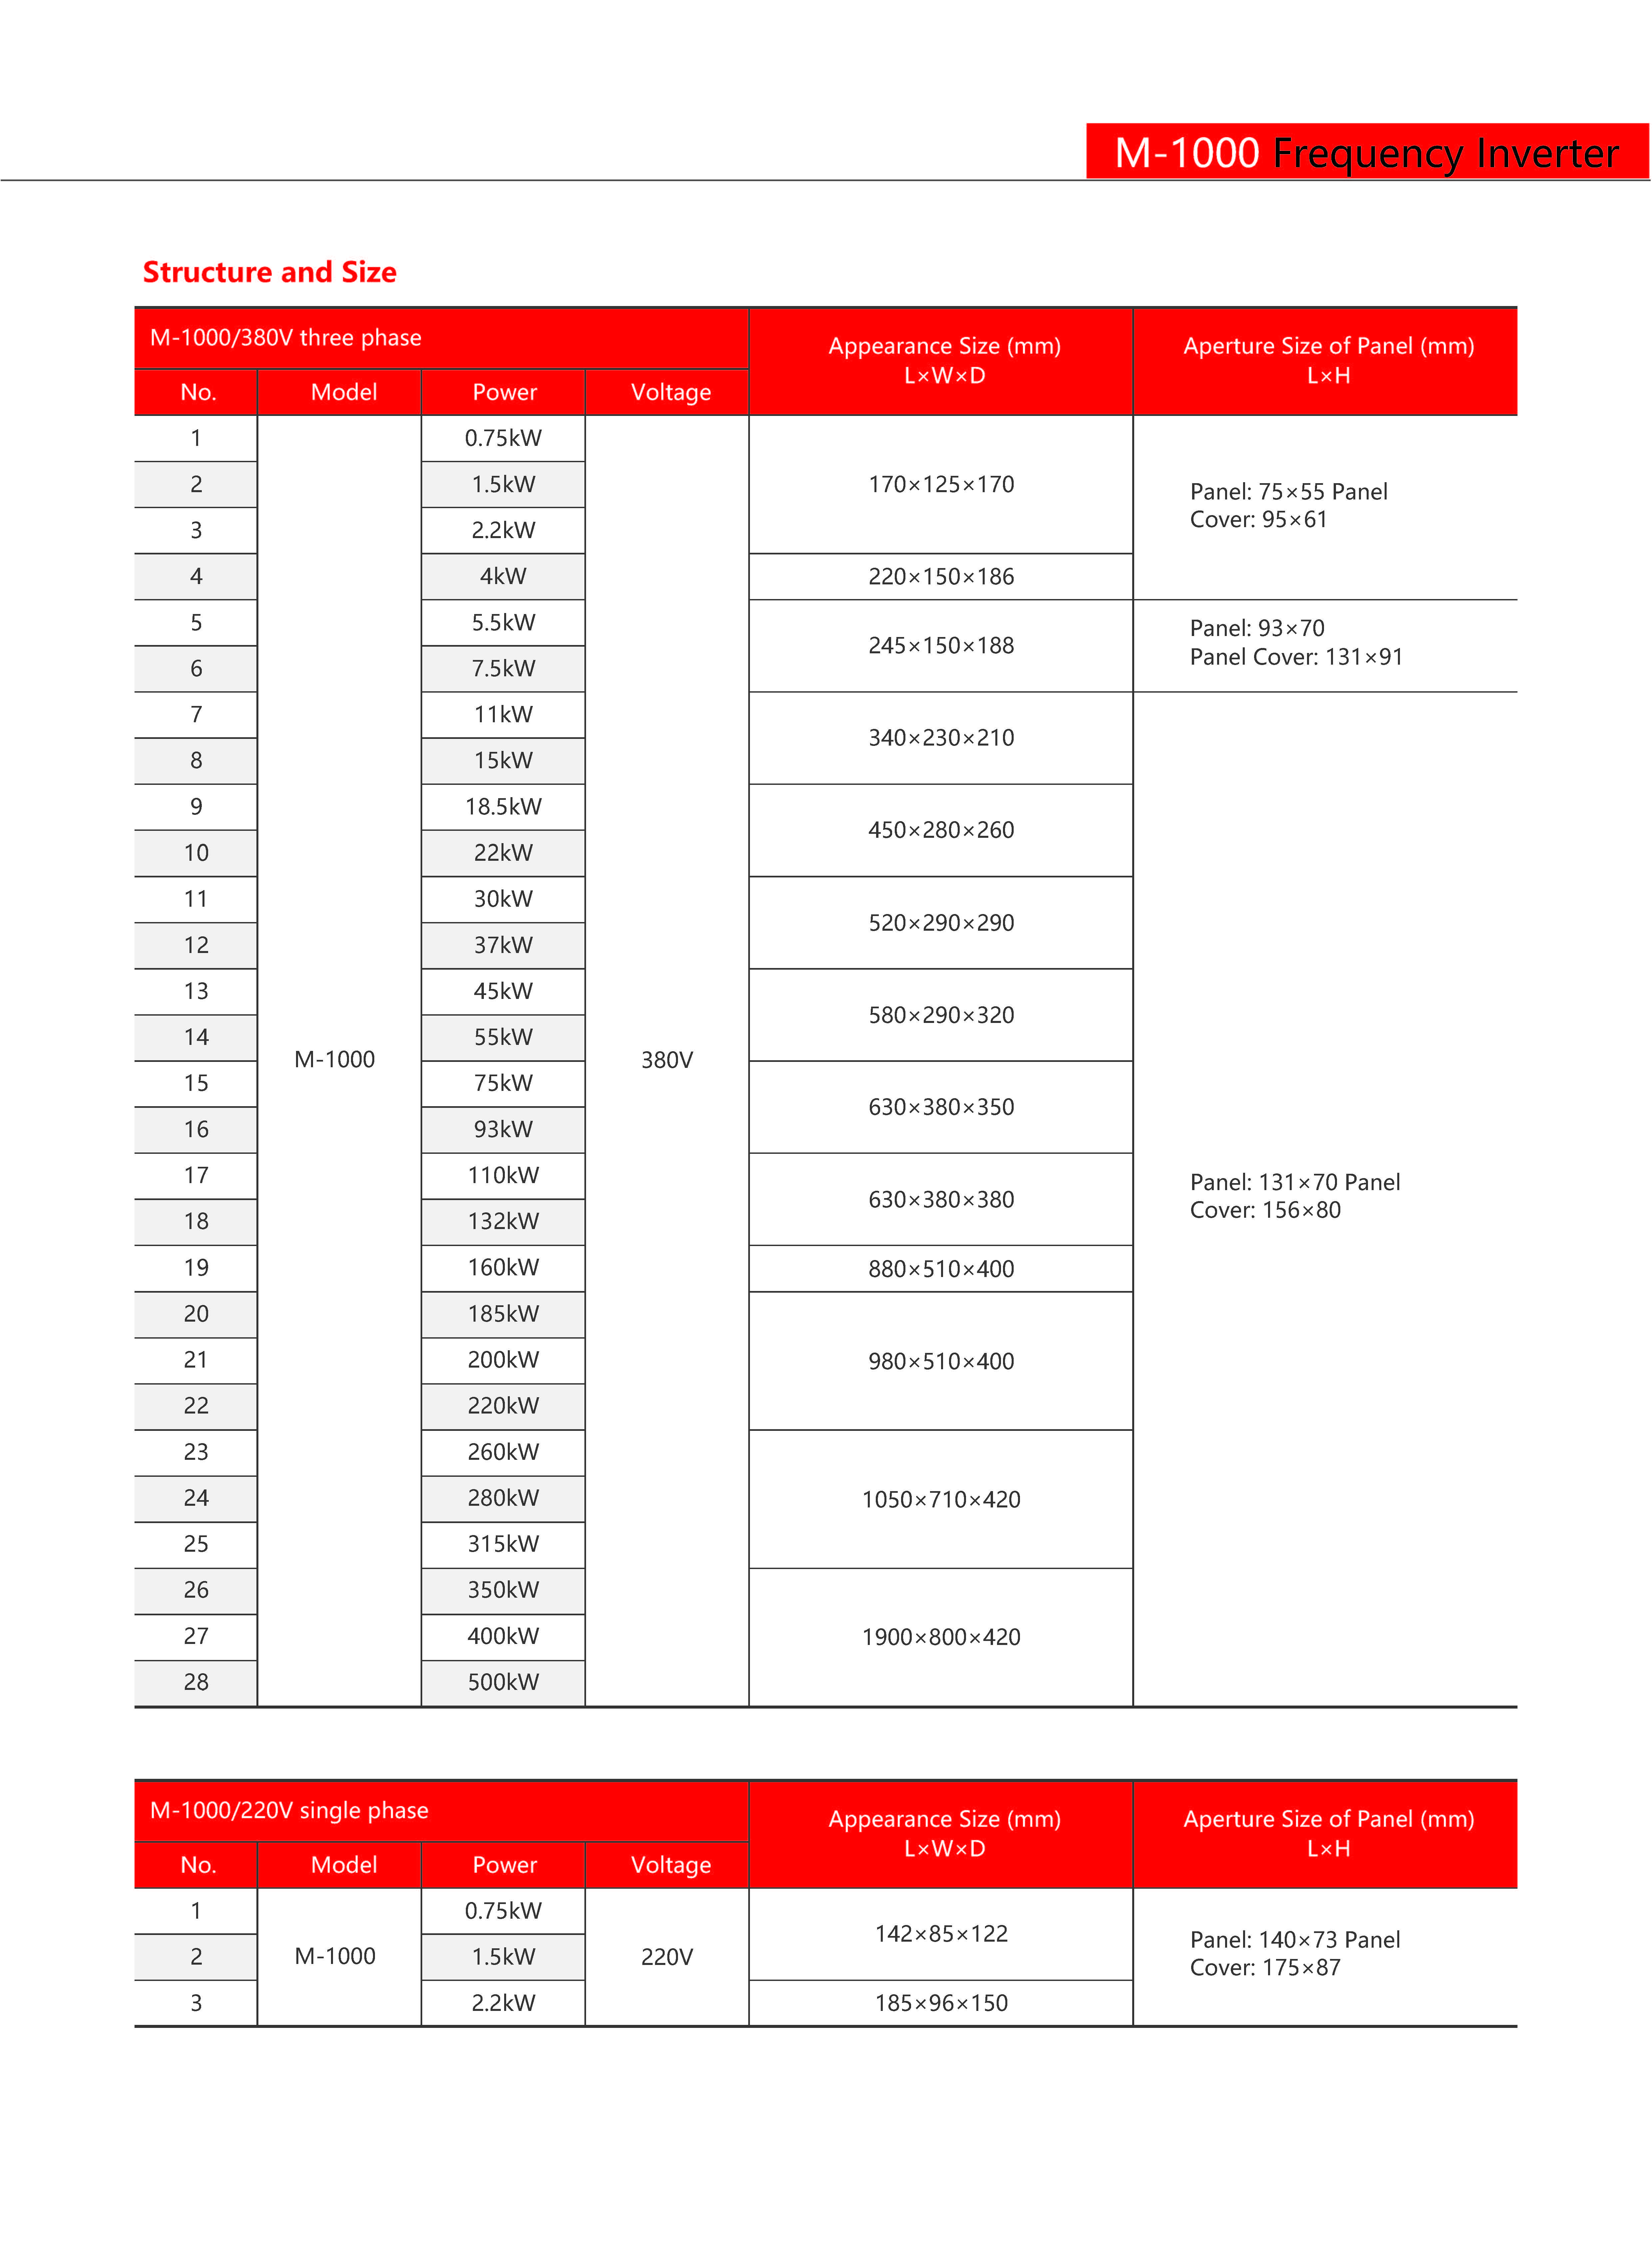 M-1000 Frequency Inverter
Structure and Size
M-1000/380V three phase
Appearance Size (mm)
L×W×D
Aperture Size of Panel (mm)
L×H
No. Model Power Voltage
1 0.75kW
2 1.5kW 170×125×170
Panel: 75×55 Panel
Cover: 95×61
3 2.2kW
4 4kW 220×150×186
5 5.5kW
245×150×188
Panel: 93×70
Panel Cover: 131×91
6 7.5kW
7 11kW
340×230×210
8 15kW
9 18.5kW
450×280×260
10 22kW
11 30kW
520×290×290
12 37kW
13 45kW
580×290×320
14 55kW
M-1000 380V
15 75kW
630×380×350
16 93kW
17 110kW
Panel: 131×70 Panel
Cover: 156×80
630×380×380
18 132kW
19 160kW 880×510×400
20 185kW
21 200kW 980×510×400
22 220kW
23 260kW
24 280kW 1050×710×420
25 315kW
26 350kW
27 400kW 1900×800×420
28 500kW
M-1000/220V single phase
Appearance Size (mm)
L×W×D
Aperture Size of Panel (mm)
L×H
No. Model Power Voltage
1 0.75kW
142×85×122
Panel: 140×73 Panel
Cover: 175×87
2 M-1000 1.5kW 220V
3 2.2kW 185×96×150